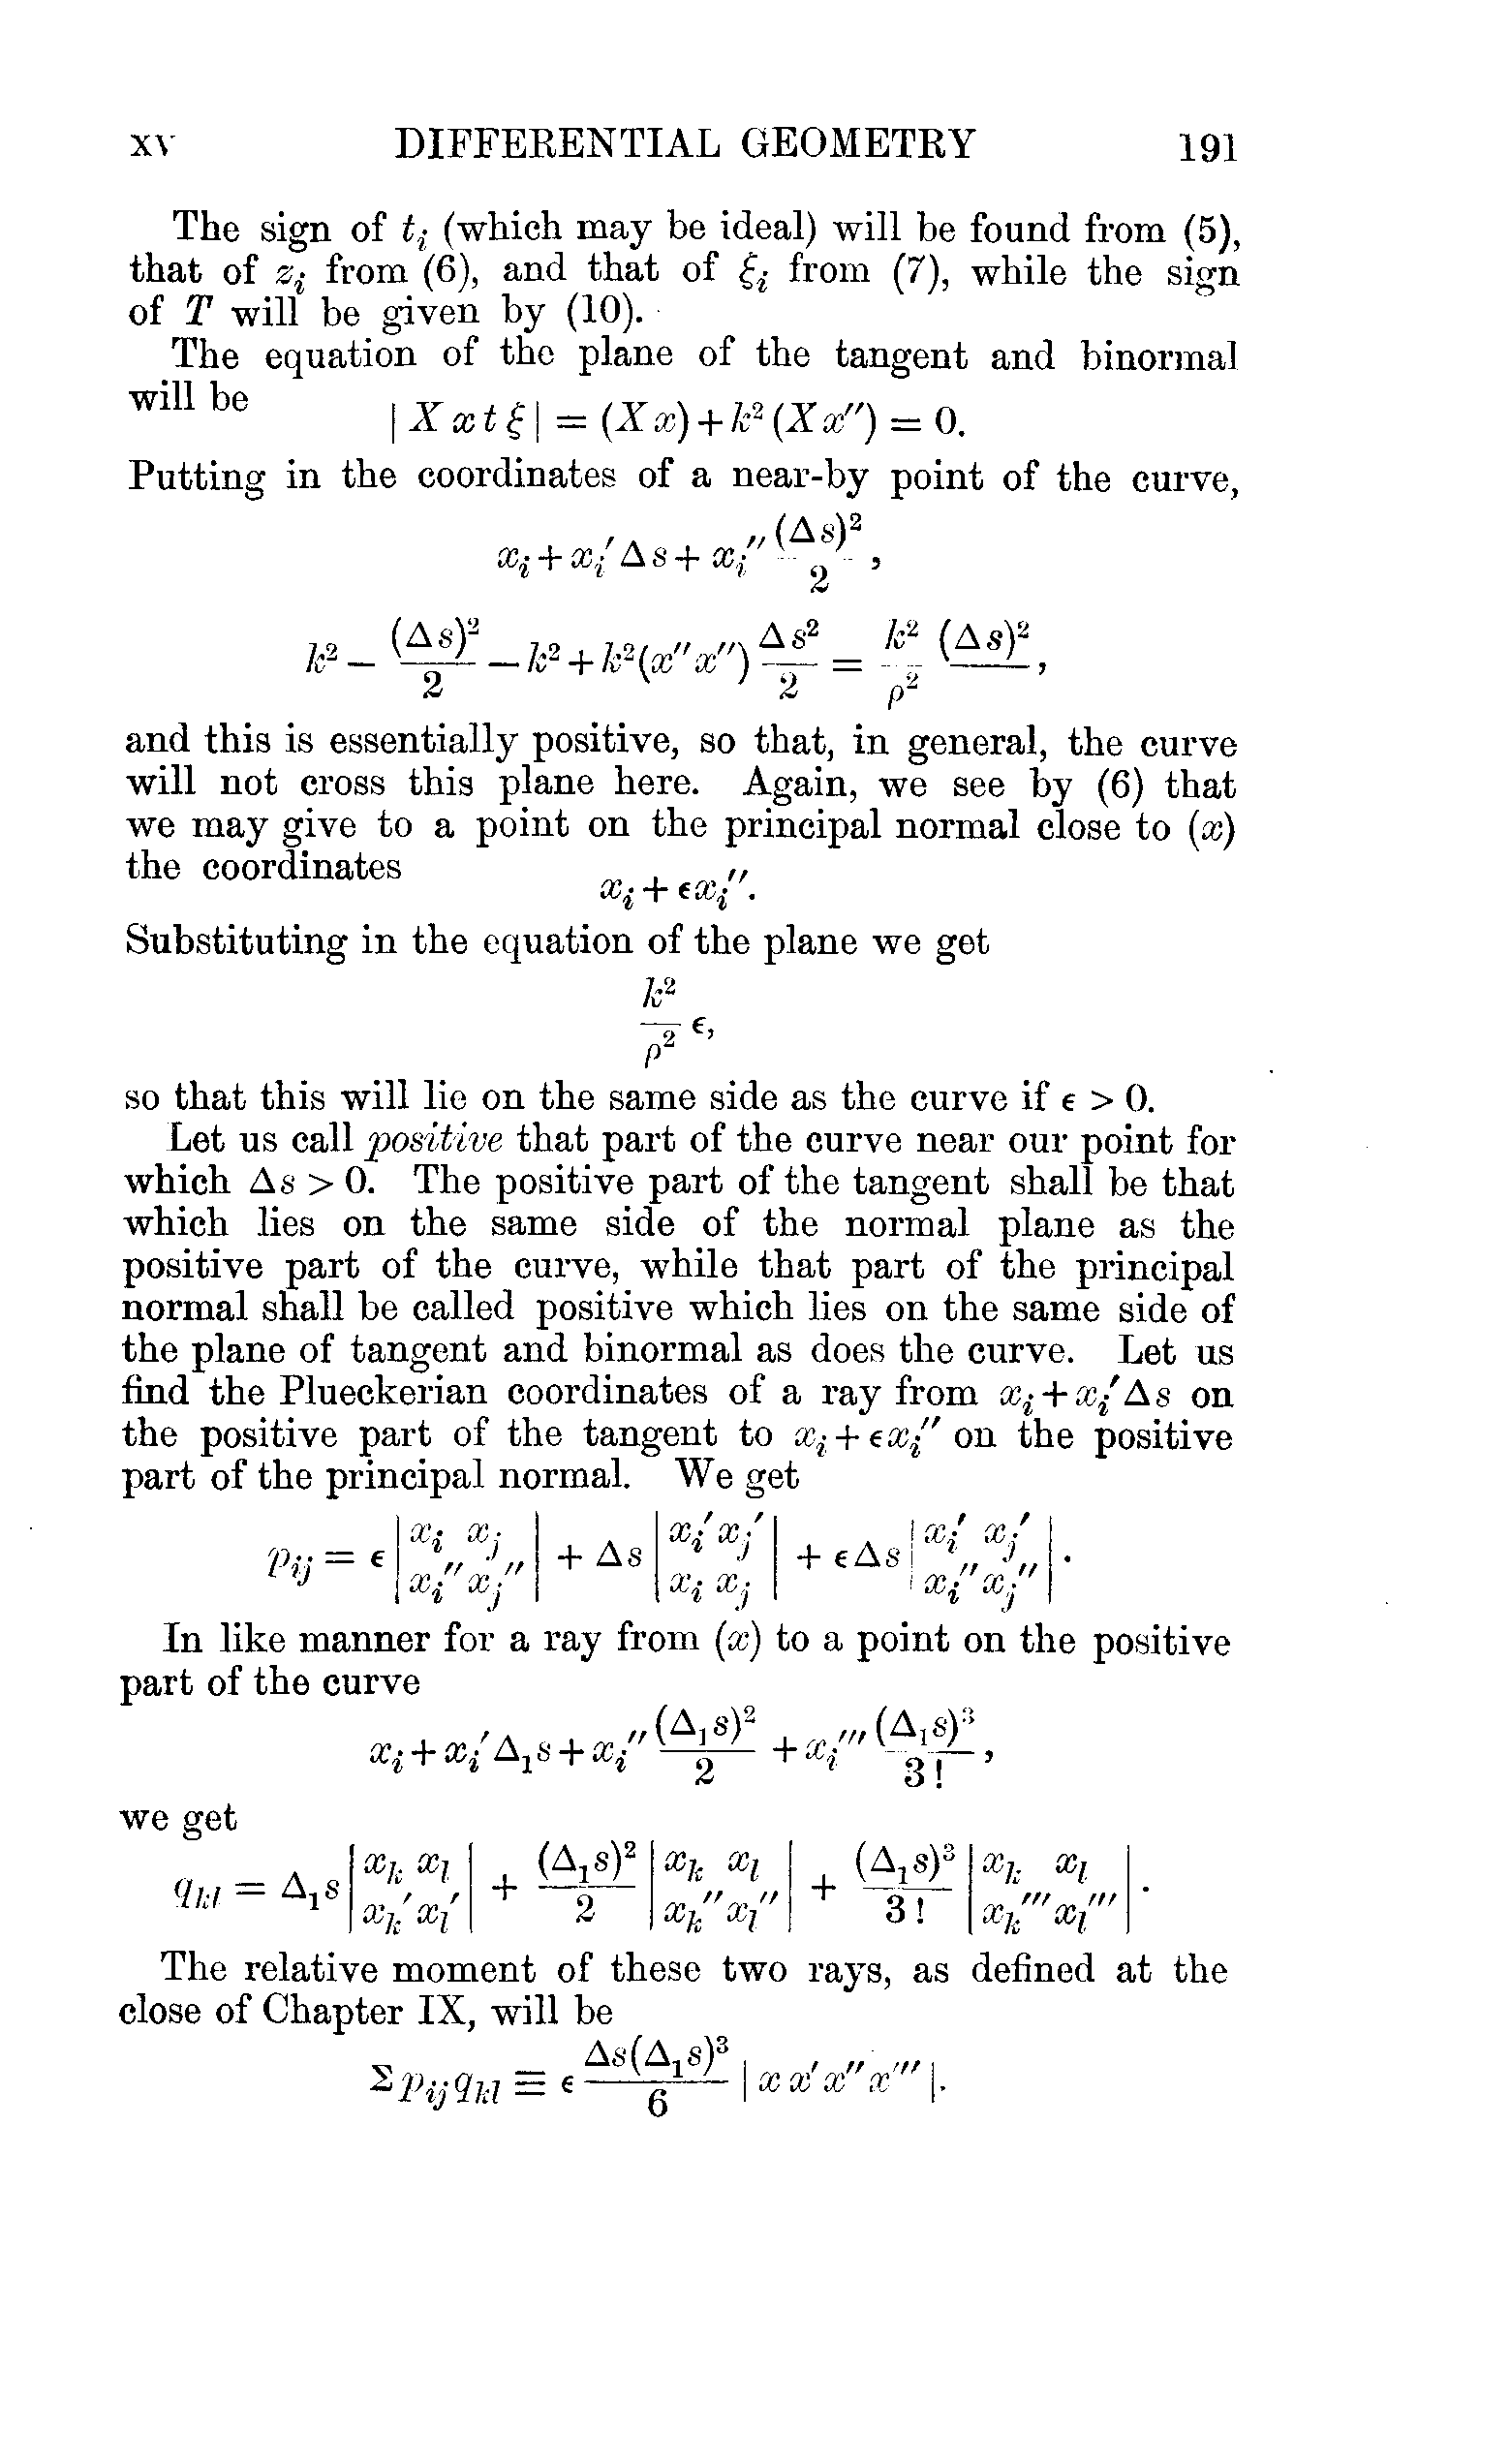 XV DIFFERENTIAL GEOMETRY 191
The sign of $t_i$ (which may be ideal) will be found from (5),
that of $z_i$ from (6), and that of $\xi_i$ from (7), while the sign
of $T$ will be given by (10).
The equation of the plane of the tangent and binormal
will be
$| X x t \xi | = (Xx) + k^2 (Xx'') = 0.$
Putting in the coordinates of a near-by point of the curve,
$x_i + x_i' \Delta s + x_i'' \frac{(\Delta s)^2}{2},$
$k^2 - \frac{(\Delta s)^2}{2} - k^2 + k^2 (x''x'') \frac{\Delta s^2}{2} = \frac{k^2}{\rho^2} \underline{(\Delta s)^2},$
and this is essentially positive, so that, in general, the curve
will not cross this plane here. Again, we see by (6) that
we may give to a point on the principal normal close to $(x)$
the coordinates
$x_i + \epsilon x_i''.$
Substituting in the equation of the plane we get
$\frac{k^2}{\rho^2} \epsilon,$
so that this will lie on the same side as the curve if $\epsilon > 0.$
Let us call positive that part of the curve near our point for
which $\Delta s > 0.$ The positive part of the tangent shall be that
which lies on the same side of the normal plane as the
positive part of the curve, while that part of the principal
normal shall be called positive which lies on the same side of
the plane of tangent and binormal as does the curve. Let us
find the Plueckerian coordinates of a ray from $x_i + x_i' \Delta s$ on
the positive part of the tangent to $x_i + \epsilon x_i''$ on the positive
part of the principal normal. We get
$p_{ij} = \epsilon \begin{vmatrix} x_i & x_j \\ x_i'' & x_j'' \end{vmatrix} + \Delta s \begin{vmatrix} x_i' & x_j' \\ x_i & x_j \end{vmatrix} + \epsilon \Delta s \begin{vmatrix} x_i' & x_j' \\ x_i'' & x_j'' \end{vmatrix}.$
In like manner for a ray from $(x)$ to a point on the positive
part of the curve
$x_i + x_i' \Delta_1 s + x_i'' \frac{(\Delta_1 s)^2}{2} + x_i''' \frac{(\Delta_1 s)^3}{3!},$
we get
$q_{kl} = \Delta_1 s \begin{vmatrix} x_k & x_l \\ x_k' & x_l' \end{vmatrix} + \frac{(\Delta_1 s)^2}{2} \begin{vmatrix} x_k & x_l \\ x_k'' & x_l'' \end{vmatrix} + \frac{(\Delta_1 s)^3}{3!} \begin{vmatrix} x_k & x_l \\ x_k''' & x_l''' \end{vmatrix}.$
The relative moment of these two rays, as defined at the
close of Chapter IX, will be
$\Sigma p_{ij} q_{kl} \equiv \epsilon \frac{\Delta s (\Delta_1 s)^3}{6} | x x' x'' x''' |.$